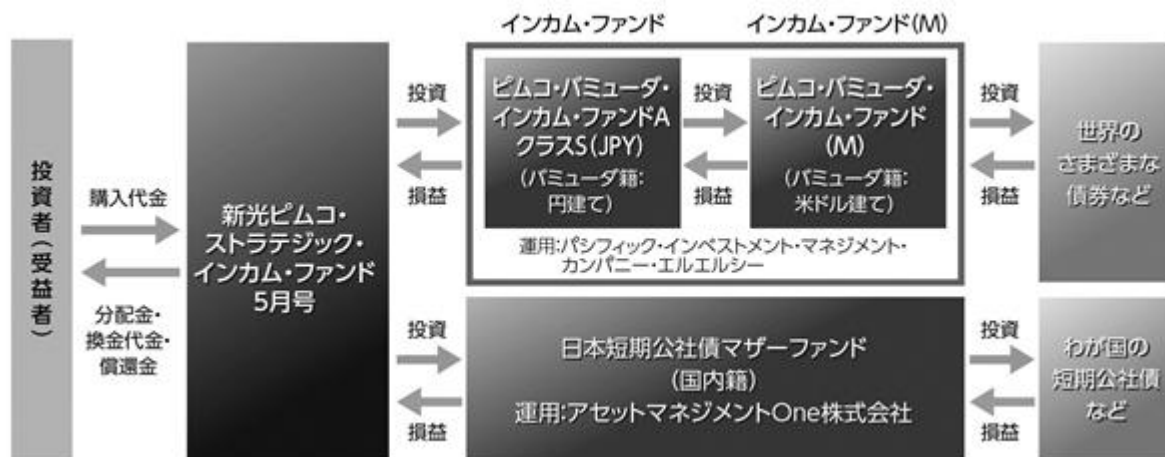 インカム・ファンド
インカム・ファンド(M)
投資者(受益者)
購入代金
分配金・
換金代金・
償還金
新光ピムコ・
ストラテジック・
インカム・ファンド
5月号
投資
損益
ピムコ・バミューダ・
インカム・ファンドA
クラスS(JPY)
(バミューダ籍:
円建て)
投資
損益
ピムコ・バミューダ・
インカム・ファンド
(M)
(バミューダ籍:
米ドル建て)
運用:パシフィック・インベストメント・マネジメント・
カンパニー・エルエルシー
投資
損益
世界の
さまざまな
債券など
投資
損益
日本短期公社債マザーファンド
(国内籍)
運用:アセットマネジメントOne株式会社
投資
損益
わが国の
短期公社債
など